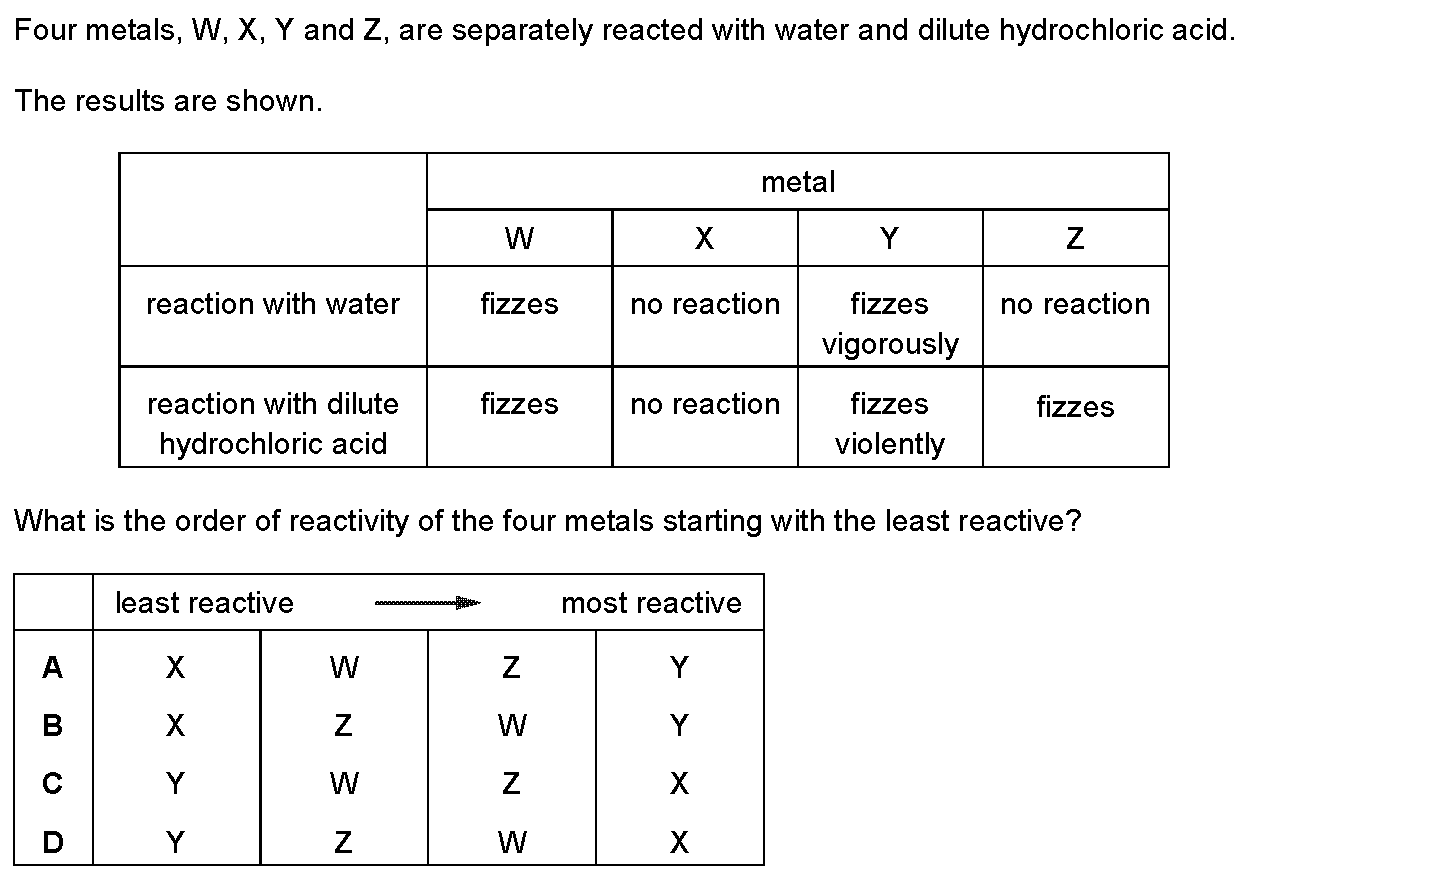 Four metals, W, X, Y and Z, are separately reacted with water and dilute hydrochloric acid.
The results are shown.
metal
W X Y Z
reaction with water fizzes no reaction fizzes no reaction
vigorously
reaction with dilute fizzes no reaction fizzes fizzes
hydrochloric acid violently
What is the order of reactivity of the four metals starting with the least reactive?
least reactive most reactive
A X W Z Y
B X Z W Y
C Y W Z X
D Y Z W X